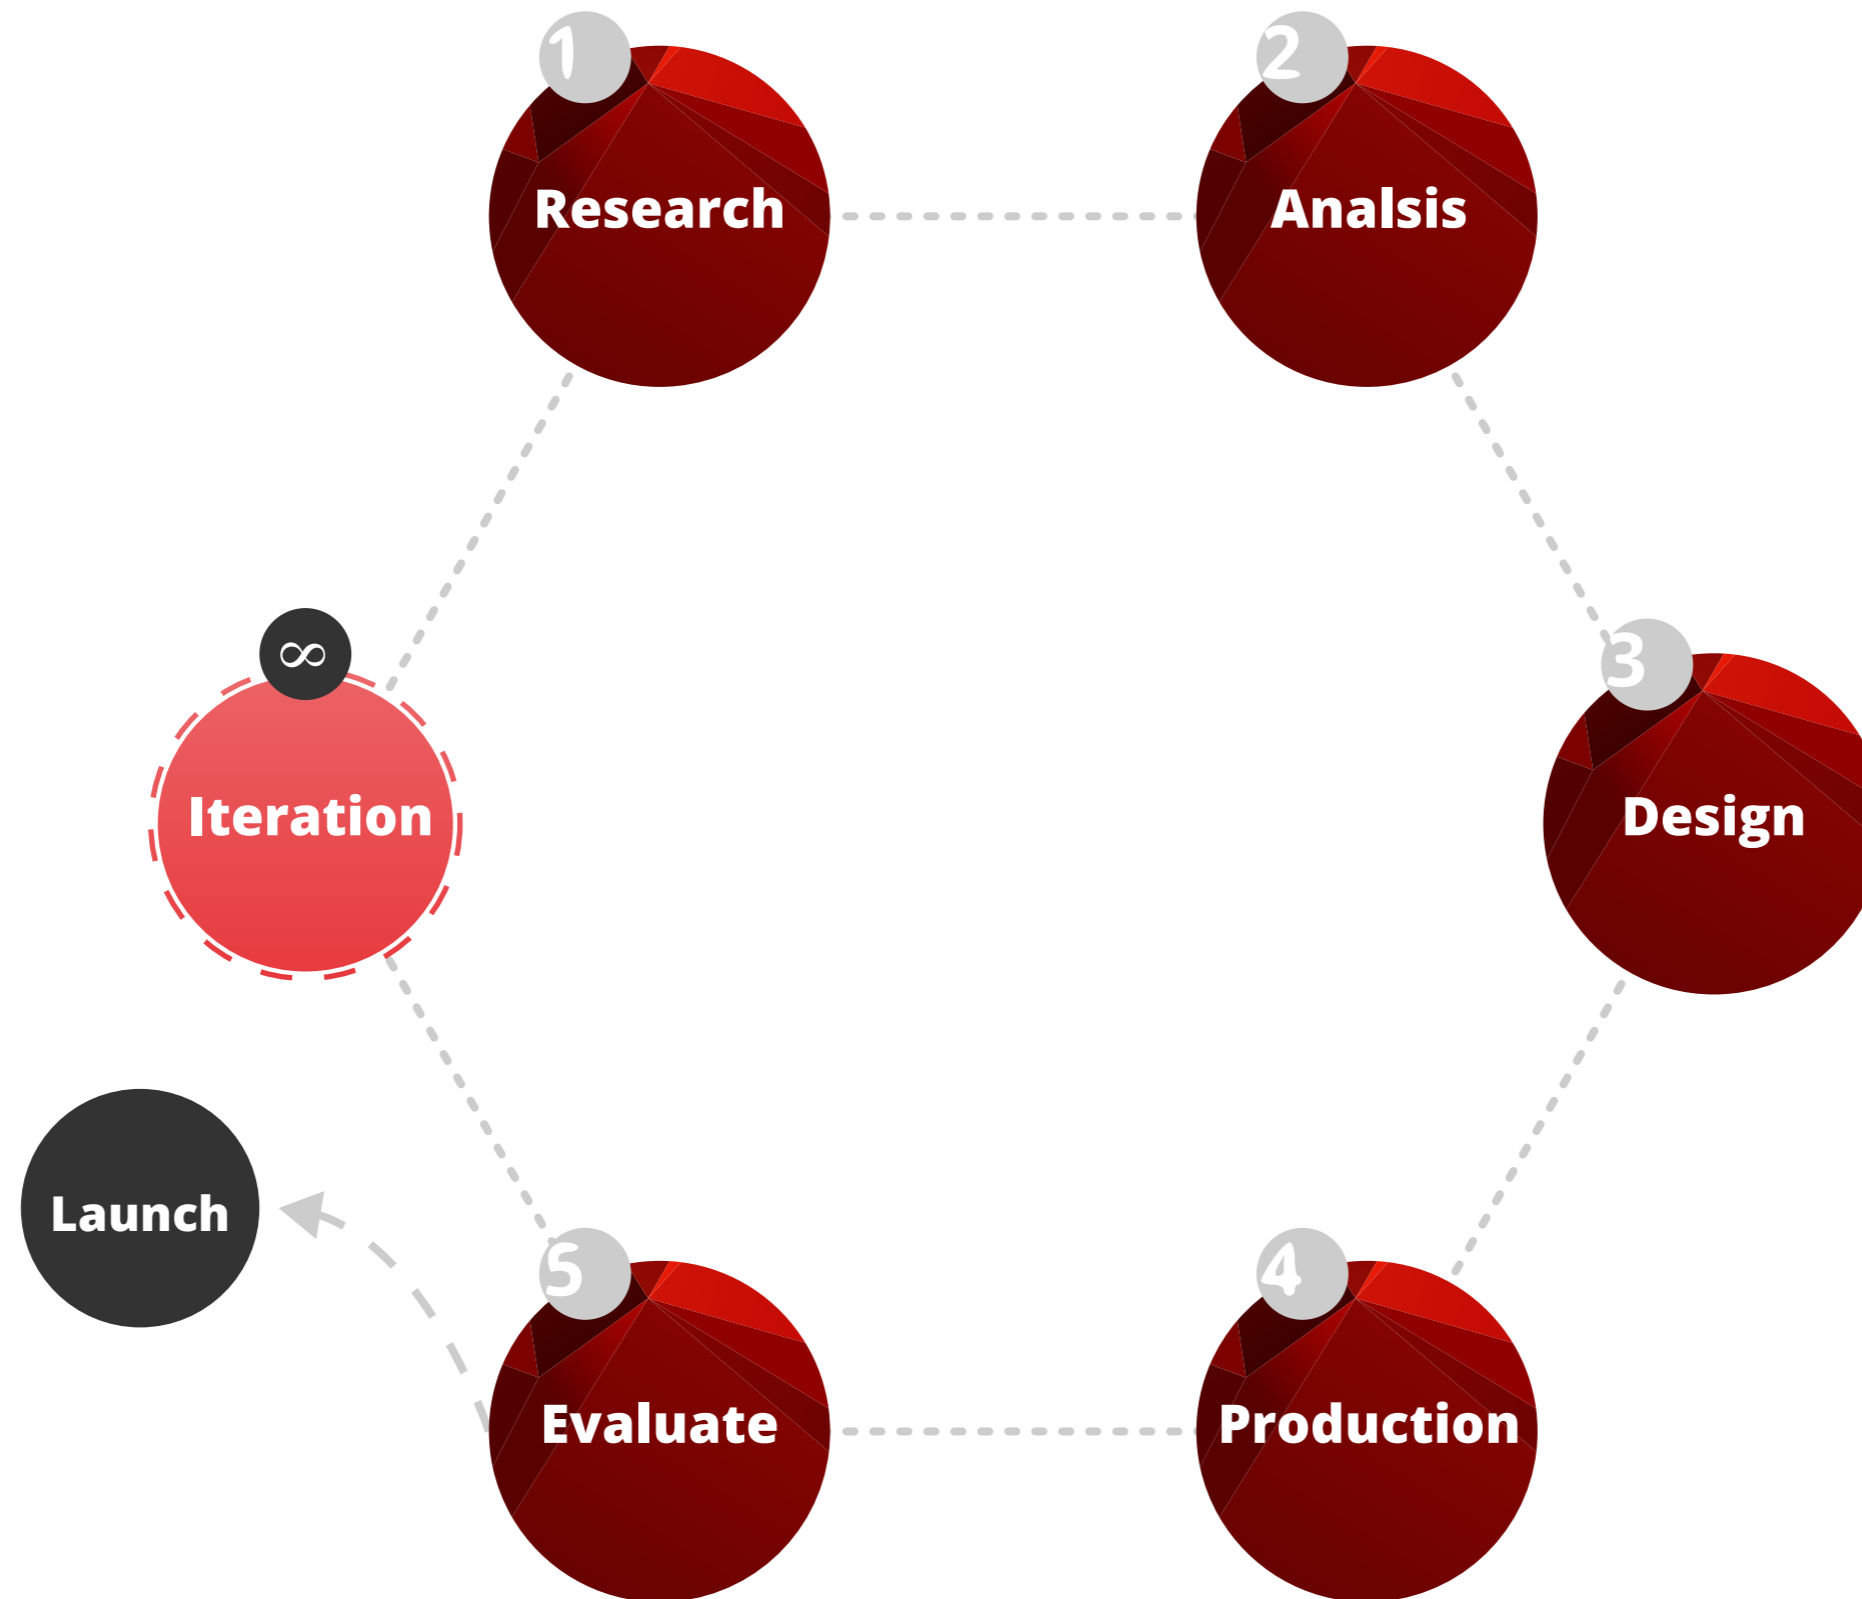 1
Research
2
Analsis
3
Design
4
Production
5
Evaluate
∞
Iteration
Launch